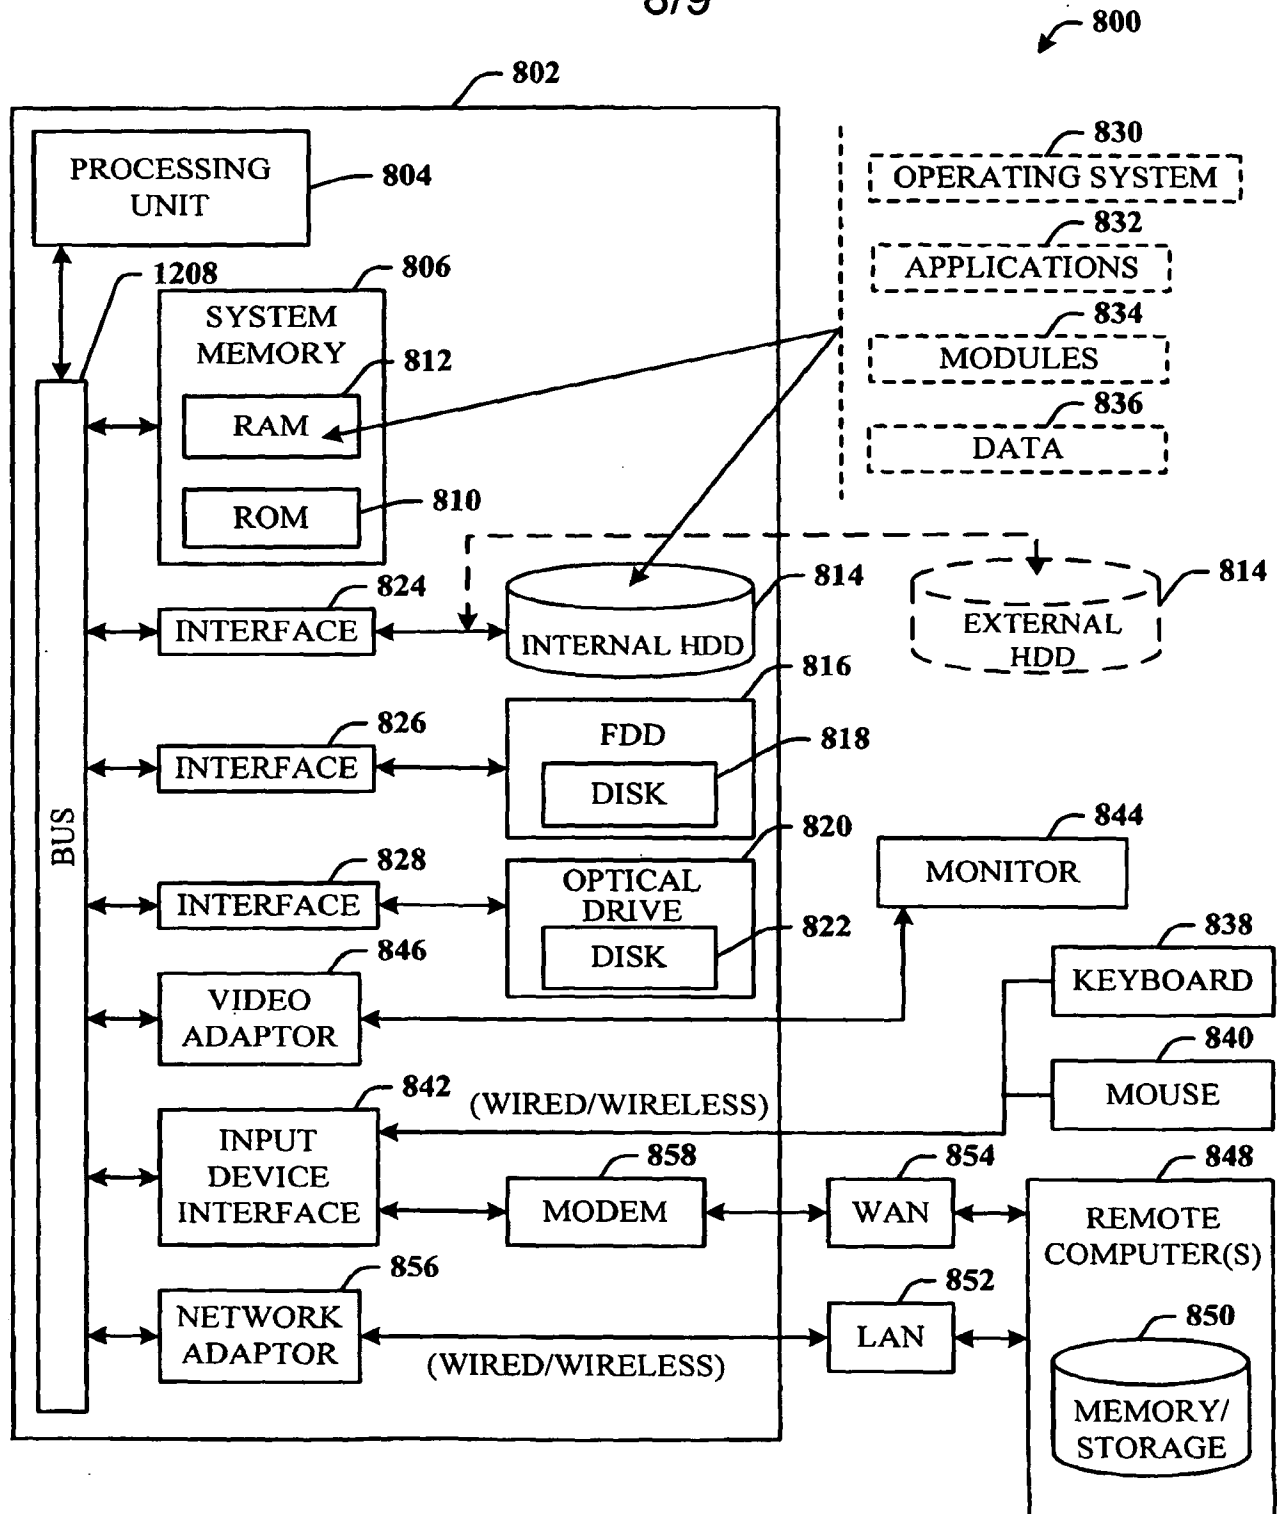 8/9
800
802
PROCESSING
UNIT
804
830
OPERATING SYSTEM
832
APPLICATIONS
834
MODULES
836
DATA
1208
806
SYSTEM
MEMORY
812
RAM
810
ROM
824
INTERFACE
814
INTERNAL HDD
814
EXTERNAL
HDD
816
826
INTERFACE
FDD
818
DISK
BUS
820
828
INTERFACE
OPTICAL
DRIVE
822
DISK
844
MONITOR
846
VIDEO
ADAPTOR
838
KEYBOARD
840
MOUSE
842
(WIRED/WIRELESS)
INPUT
DEVICE
INTERFACE
858
MODEM
854
WAN
848
REMOTE
COMPUTER(S)
856
NETWORK
ADAPTOR
(WIRED/WIRELESS)
852
LAN
850
MEMORY/
STORAGE